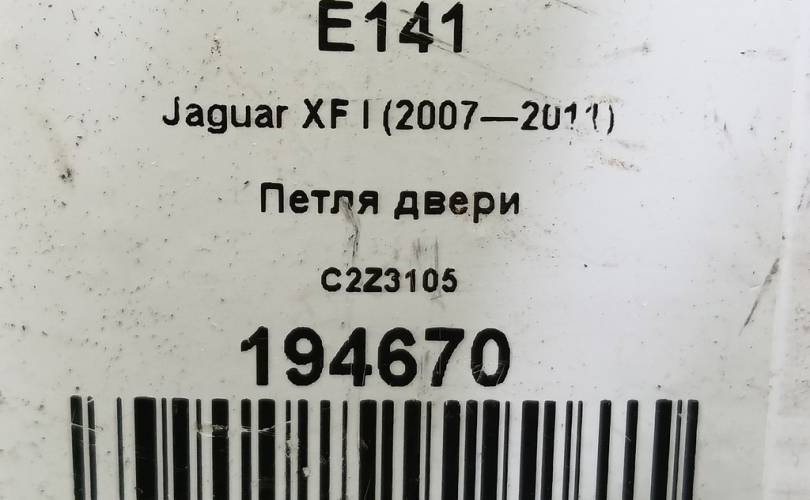 E141
Jaguar XF I (2007—2011)
Петля двери
C2Z3105
194670